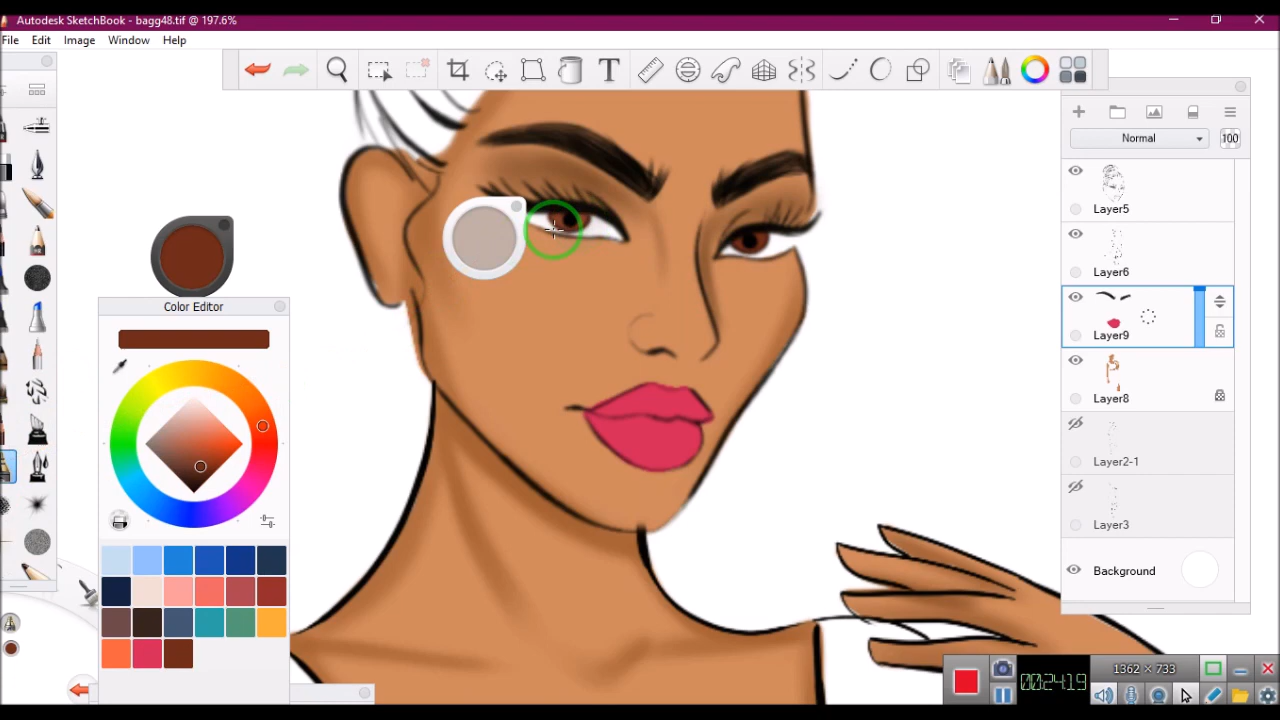 Autodesk SketchBook - bagg48.tif @ 197.6%
File Edit Image Window Help
Normal 100
Layer5
Layer6
Layer9
Layer8
Layer2-1
Layer3
Background
Color Editor
1362 × 733
00:24:19